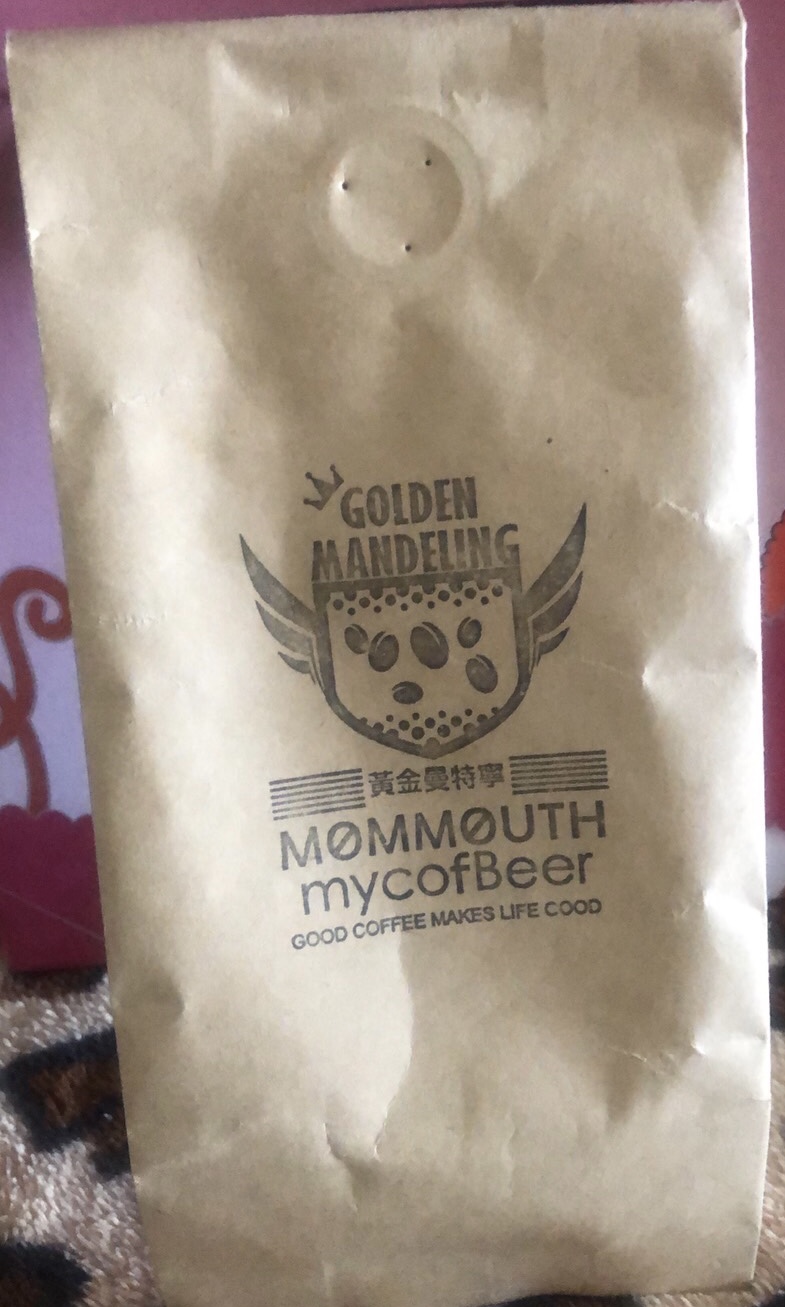 GOLDEN
MANDELING
黃金曼特寧
MØMMØUTH
mycofBeer
GOOD COFFEE MAKES LIFE COOD